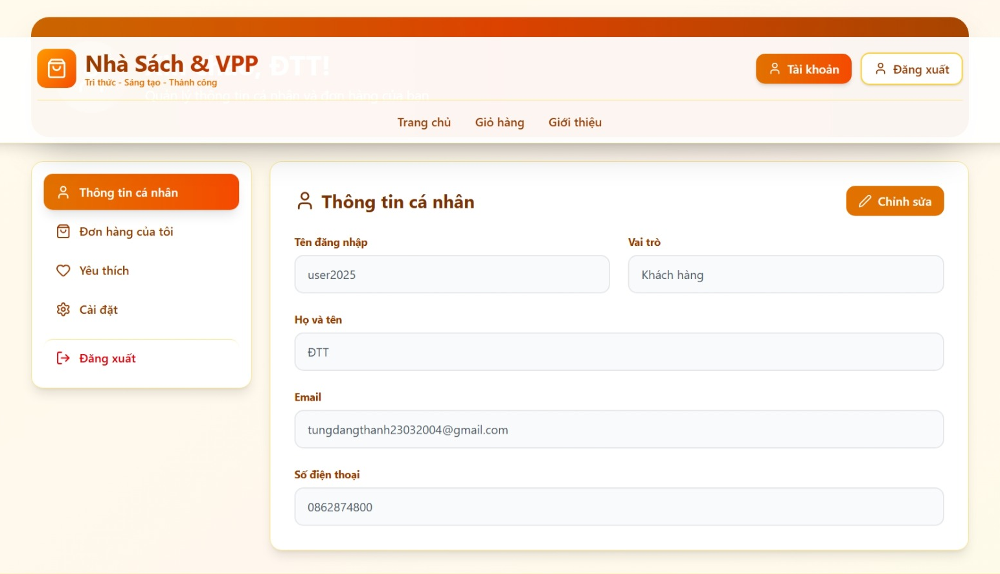 Nhà Sách & VPP
ĐTT!
Tri thức - Sáng tạo - Thành công
Quản lý thông tin cá nhân và đơn hàng của bạn
Tài khoản
Đăng xuất
Trang chủ
Giỏ hàng
Giới thiệu
Thông tin cá nhân
Đơn hàng của tôi
Yêu thích
Cài đặt
Đăng xuất
Thông tin cá nhân
Chỉnh sửa
Tên đăng nhập
Vai trò
user2025
Khách hàng
Họ và tên
ĐTT
Email
tungdangthanh23032004@gmail.com
Số điện thoại
0862874800